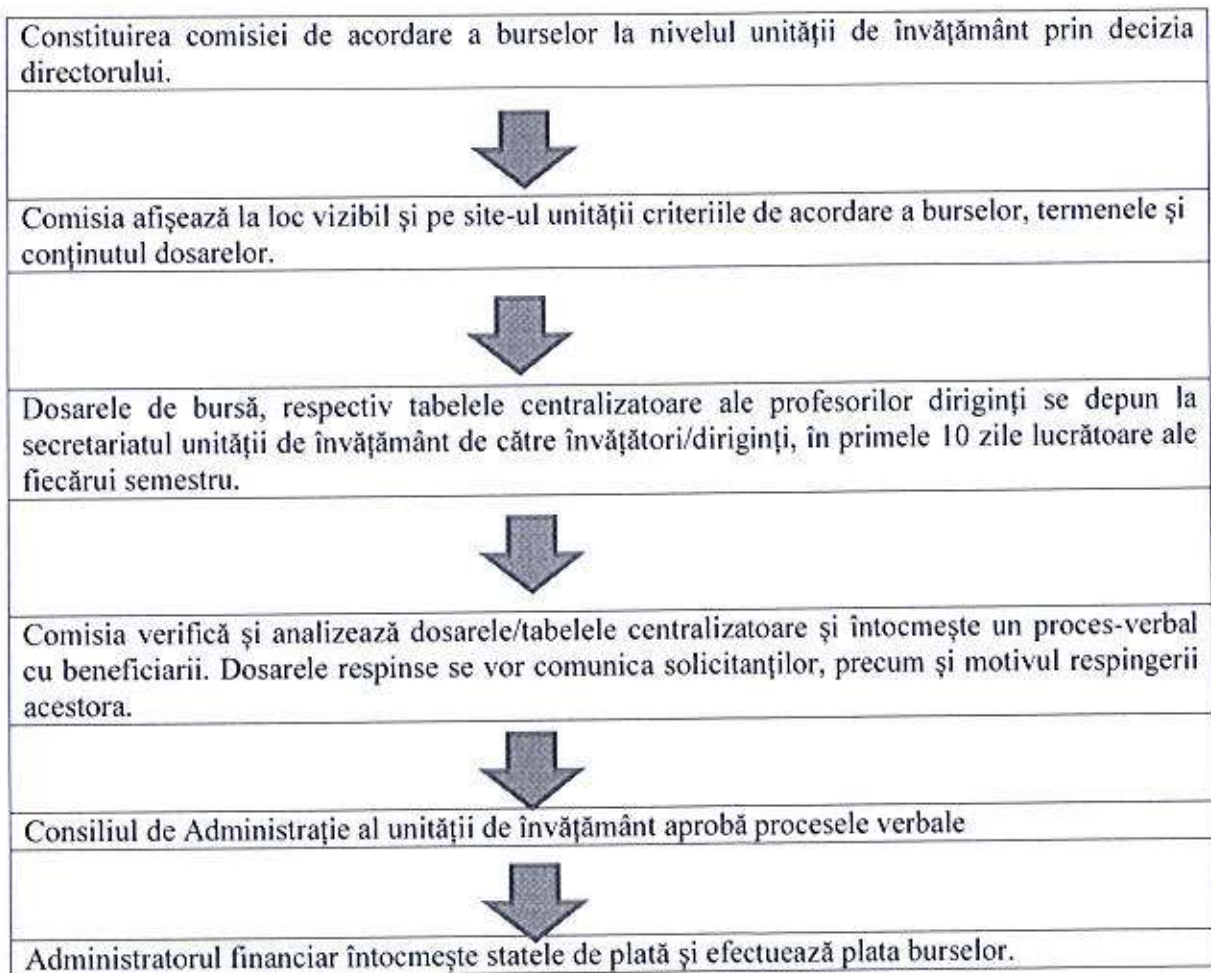 Constituirea comisiei de acordare a burselor la nivelul unității de învățământ prin decizia
directorului.
Comisia afișează la loc vizibil și pe site-ul unității criteriile de acordare a burselor, termenele și
conținutul dosarelor.
Dosarele de bursă, respectiv tabelele centralizatoare ale profesorilor diriginți se depun la
secretariatul unității de învățământ de către învățători/diriginți, în primele 10 zile lucrătoare ale
fiecărui semestru.
Comisia verifică și analizează dosarele/tabelele centralizatoare și întocmește un proces-verbal
cu beneficiarii. Dosarele respinse se vor comunica solicitanților, precum și motivul respingerii
acestora.
Consiliul de Administrație al unității de învățământ aprobă procesele verbale
Administratorul financiar întocmește statele de plată și efectuează plata burselor.